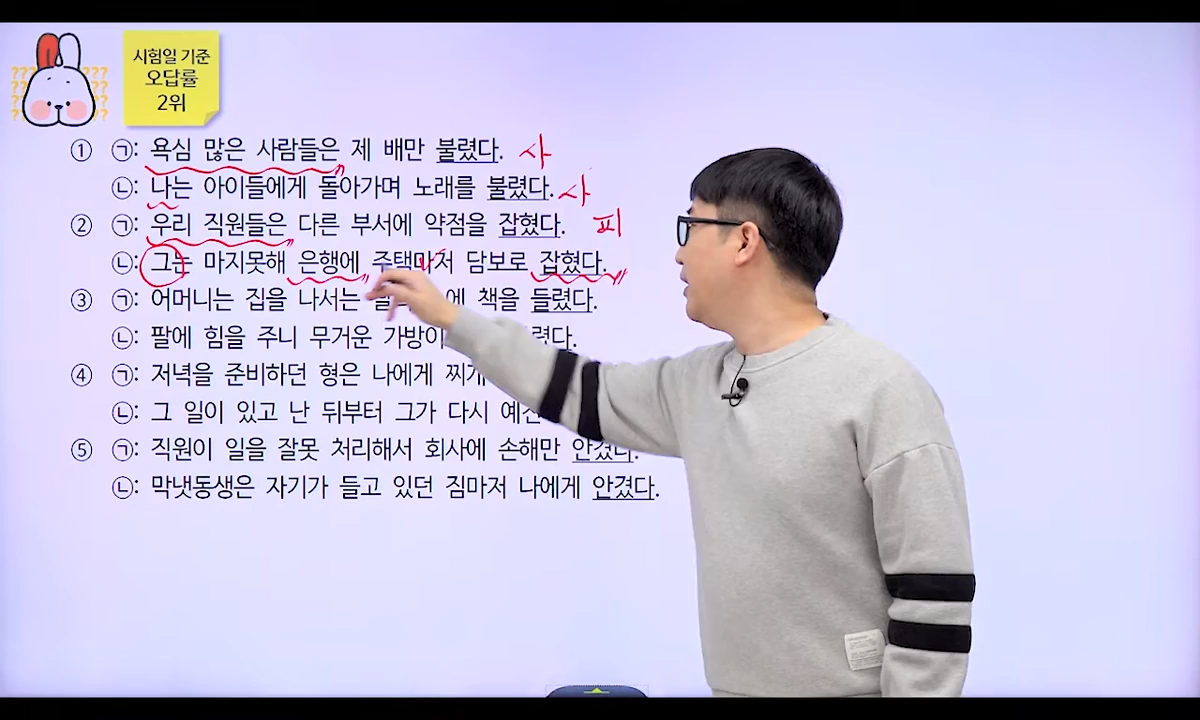 시험일 기준
오답률
2위
① ㉠: 욕심 많은 사람들은 제 배만 불렸다. 사
㉡: 나는 아이들에게 돌아가며 노래를 불렸다. 사
② ㉠: 우리 직원들은 다른 부서에 약점을 잡혔다. 피
㉡: 그는 마지못해 은행에 주택마저 담보로 잡혔다.
③ ㉠: 어머니는 집을 나서는 에 책을 들렸다.
㉡: 팔에 힘을 주니 무거운 가방이
④ ㉠: 저녁을 준비하던 형은 나에게 찌개
㉡: 그 일이 있고 난 뒤부터 그가 다시
⑤ ㉠: 직원이 일을 잘못 처리해서 회사에 손해만 안겼다.
㉡: 막냇동생은 자기가 들고 있던 짐마저 나에게 안겼다.